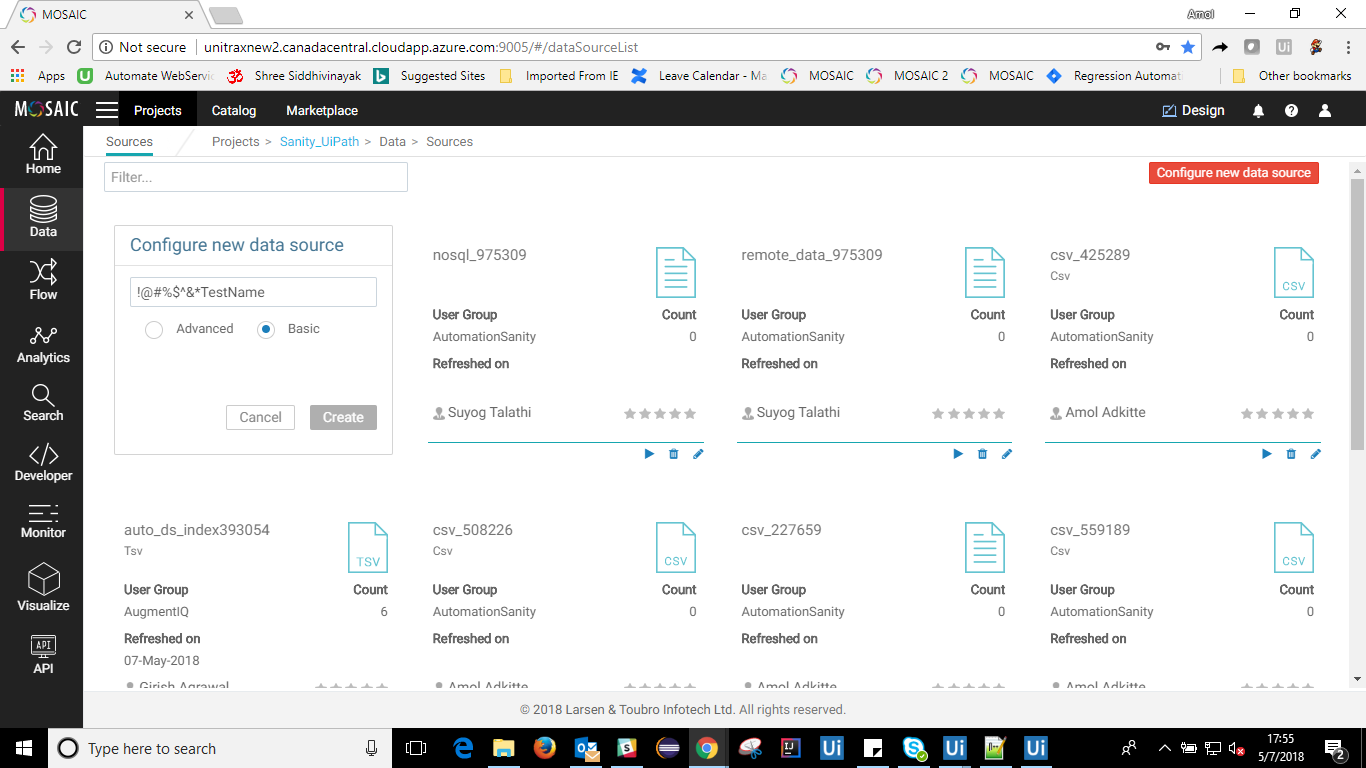 MOSAIC
Amol
Not secure
unitraxnew2.canadacentral.cloudapp.azure.com:9005/#/dataSourceList
Apps
Automate WebServic
Shree Siddhivinayak
Suggested Sites
Imported From IE
Leave Calendar - Ma
MOSAIC
MOSAIC 2
MOSAIC
Regression Automat
Other bookmarks
MOSAIC
Projects
Catalog
Marketplace
Design
Home
Data
Flow
Analytics
Search
Developer
Monitor
Visualize
API
API
Sources
Projects > Sanity_UiPath > Data > Sources
Filter...
Configure new data source
Configure new data source
!@#%$^&*TestName
Advanced
Basic
Cancel
Create
nosql_975309
User Group Count
AutomationSanity 0
Refreshed on
Suyog Talathi
remote_data_975309
User Group Count
AutomationSanity 0
Refreshed on
Suyog Talathi
csv_425289
Csv
CSV
User Group Count
AutomationSanity 0
Refreshed on
Amol Adkitte
auto_ds_index393054
Tsv
TSV
User Group Count
AugmentIQ 6
Refreshed on
07-May-2018
Girish Agrawal
csv_508226
Csv
CSV
User Group Count
AutomationSanity 0
Refreshed on
Amol Adkitte
csv_227659
User Group Count
AutomationSanity 0
Refreshed on
Amol Adkitte
csv_559189
Csv
CSV
User Group Count
AutomationSanity 0
Refreshed on
Amol Adkitte
© 2018 Larsen & Toubro Infotech Ltd. All rights reserved.
Type here to search
17:55
5/7/2018
2